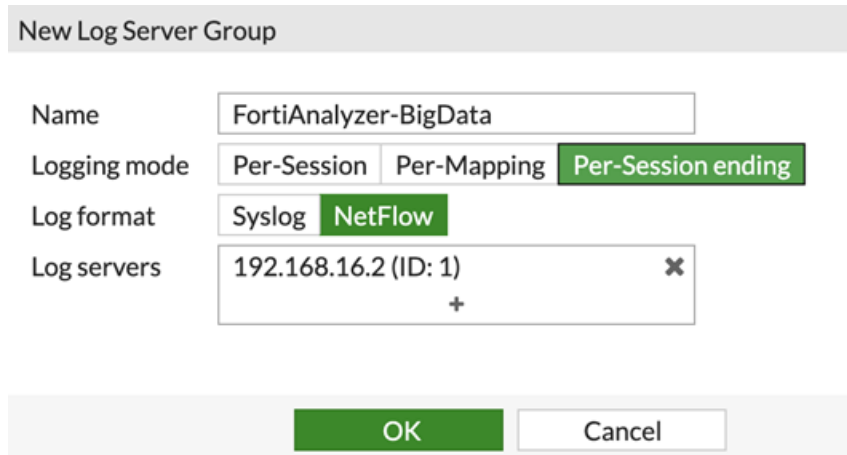 New Log Server Group
Name FortiAnalyzer-BigData
Logging mode Per-Session Per-Mapping Per-Session ending
Log format Syslog NetFlow
Log servers 192.168.16.2 (ID: 1) ✖
+
OK Cancel